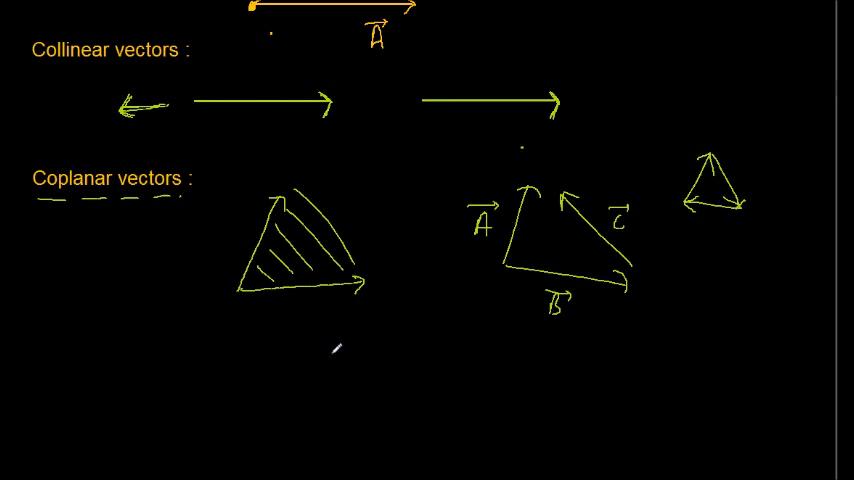 A⃗
Collinear vectors :
Coplanar vectors :
A⃗
C⃗
B⃗